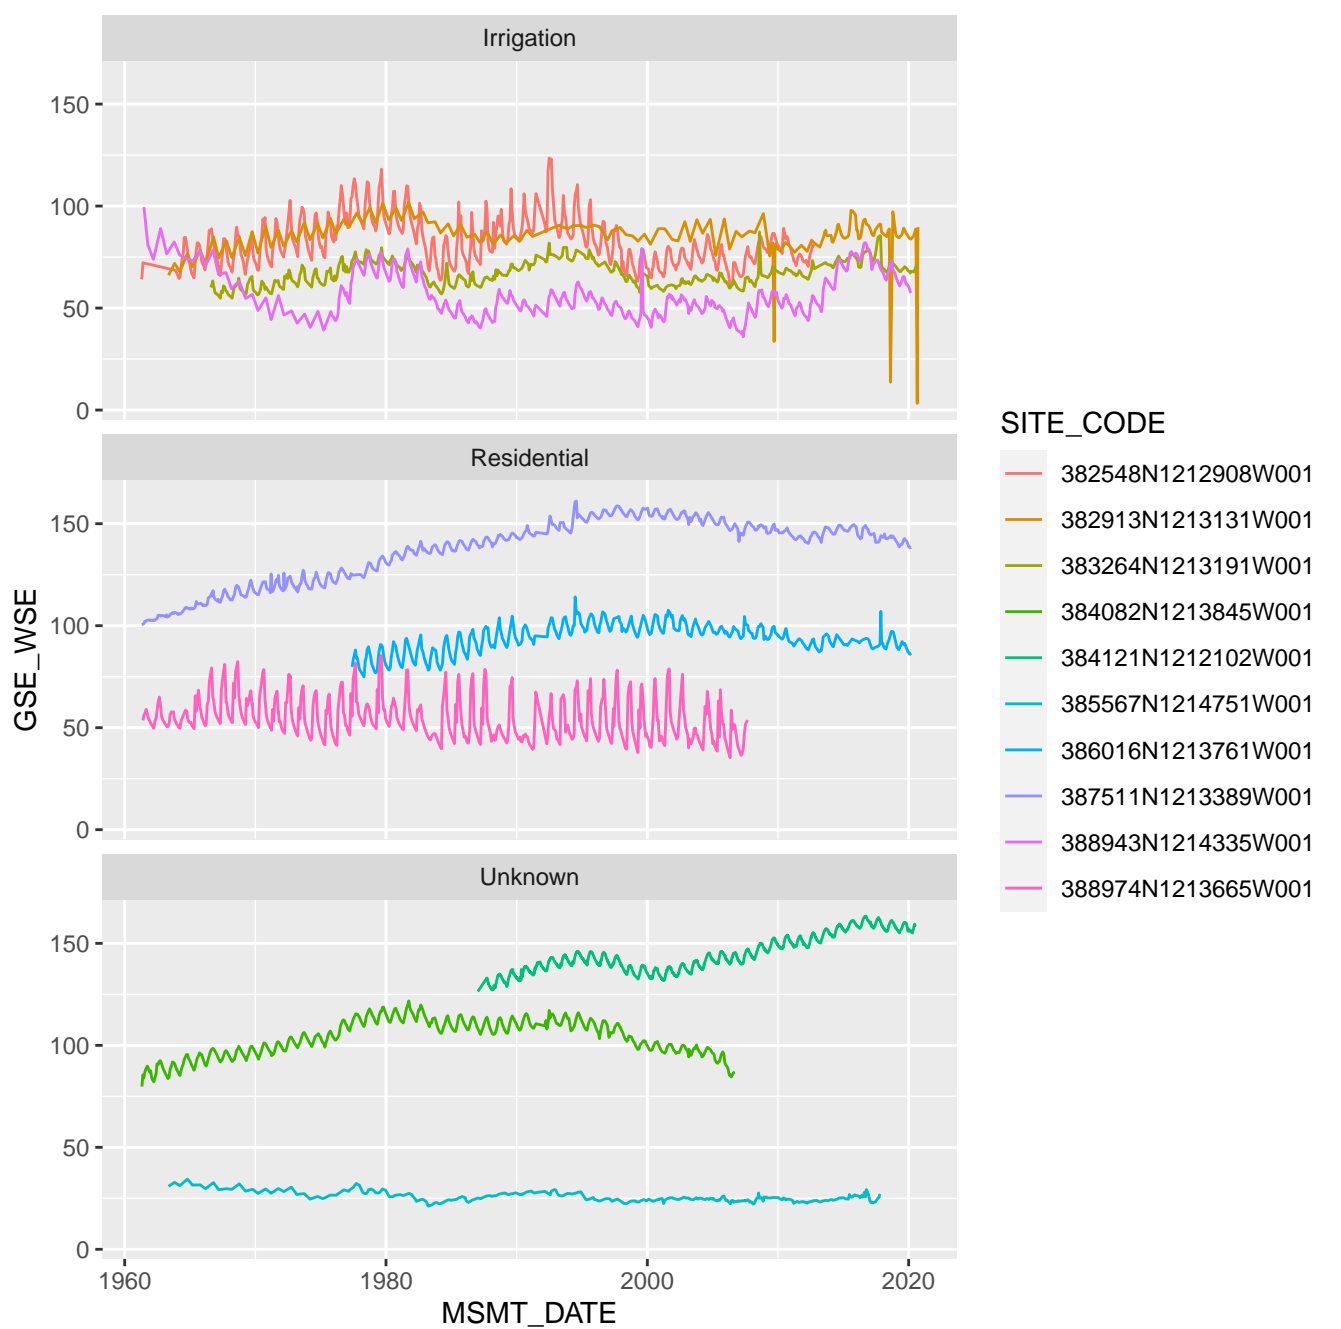 Irrigation
150
100
50
0
Residential
150
100
50
0
GSE_WSE
Unknown
150
100
50
0
1960
1980
2000
2020
MSMT_DATE
SITE_CODE
382548N1212908W001
382913N1213131W001
383264N1213191W001
384082N1213845W001
384121N1212102W001
385567N1214751W001
386016N1213761W001
387511N1213389W001
388943N1214335W001
388974N1213665W001